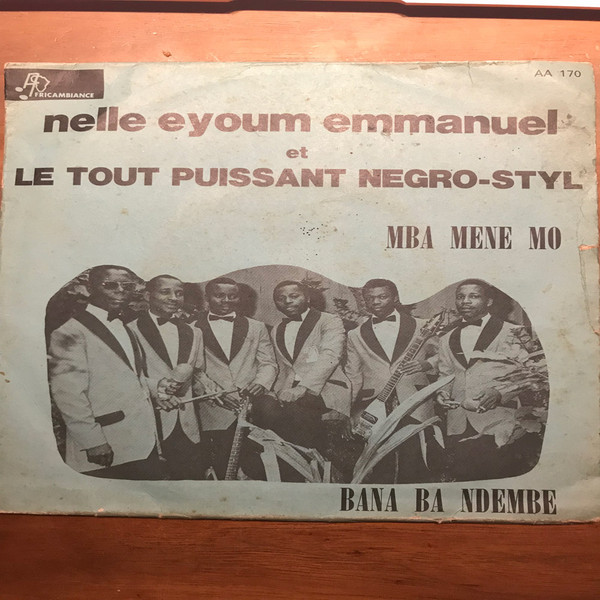 AFRICAMBIANCE
AA 170
nelle eyoum emmanuel
et
LE TOUT PUISSANT NEGRO-STYL
MBA MENE MO
BANA BA NDEMBE